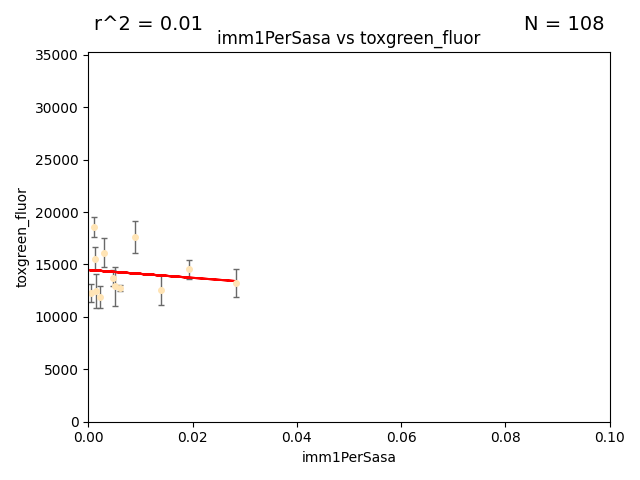 r^2 = 0.01
N = 108
imm1PerSasa vs toxgreen_fluor
35000
30000
25000
20000
15000
10000
5000
0
toxgreen_fluor
0.00
0.02
0.04
0.06
0.08
0.10
imm1PerSasa